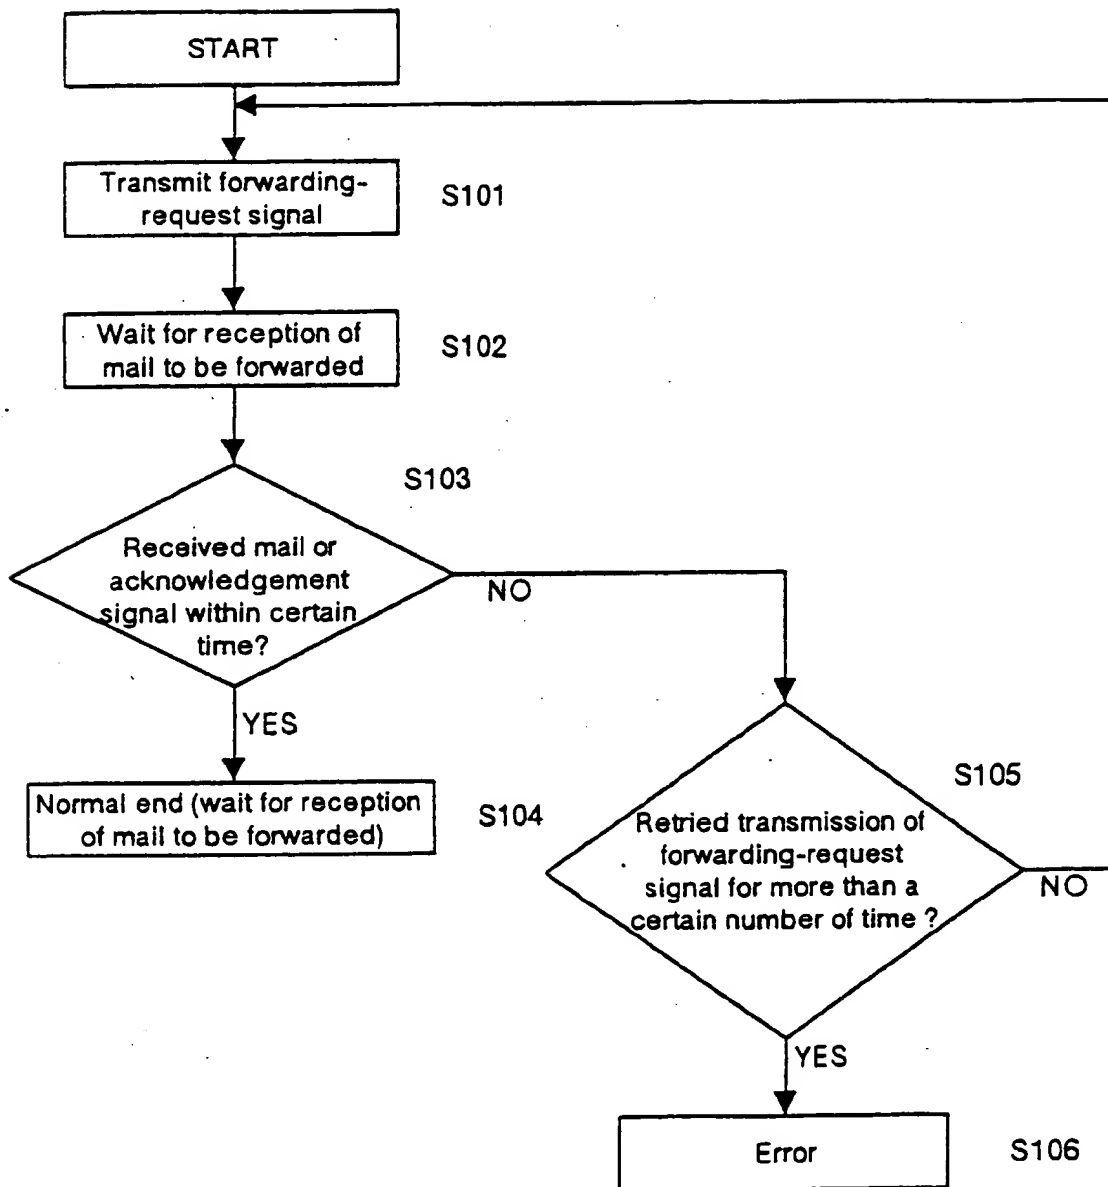 START
Transmit forwarding-
request signal
S101
Wait for reception of
mail to be forwarded
S102
S103
Received mail or
acknowledgement
signal within certain
time?
NO
YES
Normal end (wait for reception
of mail to be forwarded)
S104
S105
Retried transmission of
forwarding-request
signal for more than a
certain number of time ?
NO
YES
Error
S106